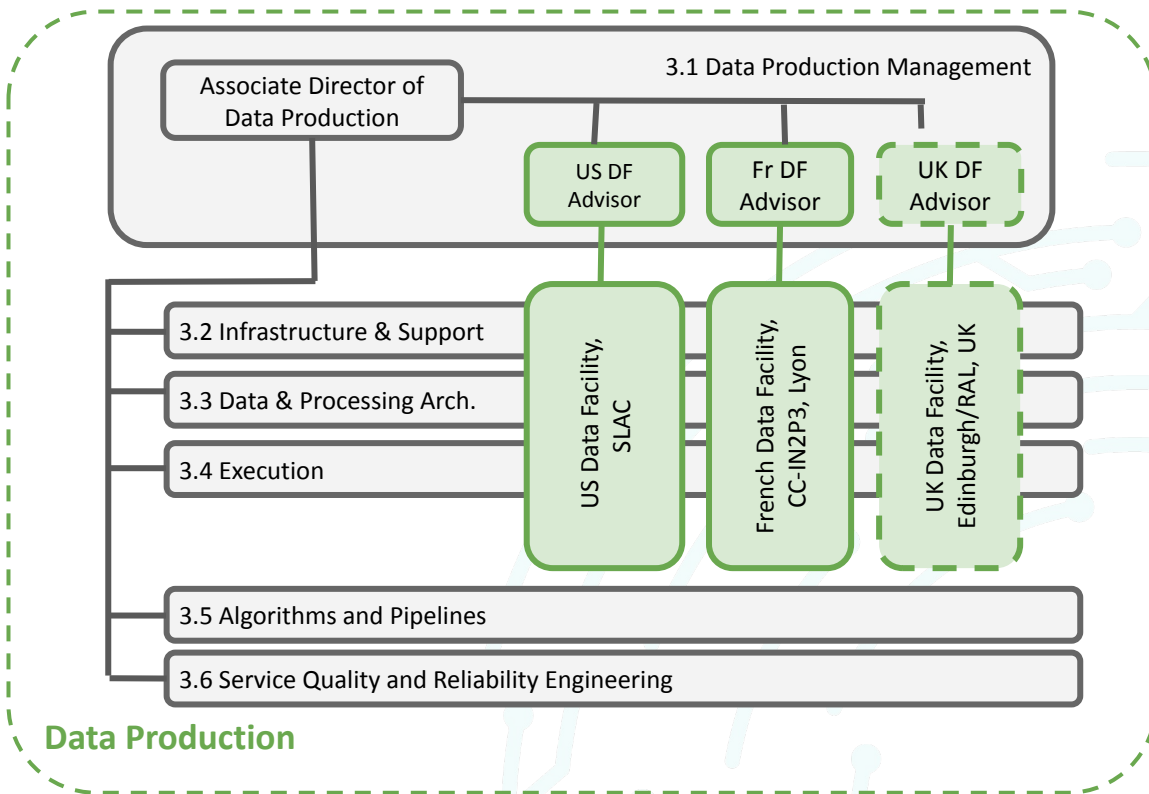 3.1 Data Production Management
Associate Director of
Data Production
US DF
Advisor
Fr DF
Advisor
UK DF
Advisor
3.2 Infrastructure & Support
3.3 Data & Processing Arch.
3.4 Execution
US Data Facility,
SLAC
French Data Facility,
CC-IN2P3, Lyon
UK Data Facility,
Edinburgh/RAL, UK
3.5 Algorithms and Pipelines
3.6 Service Quality and Reliability Engineering
Data Production